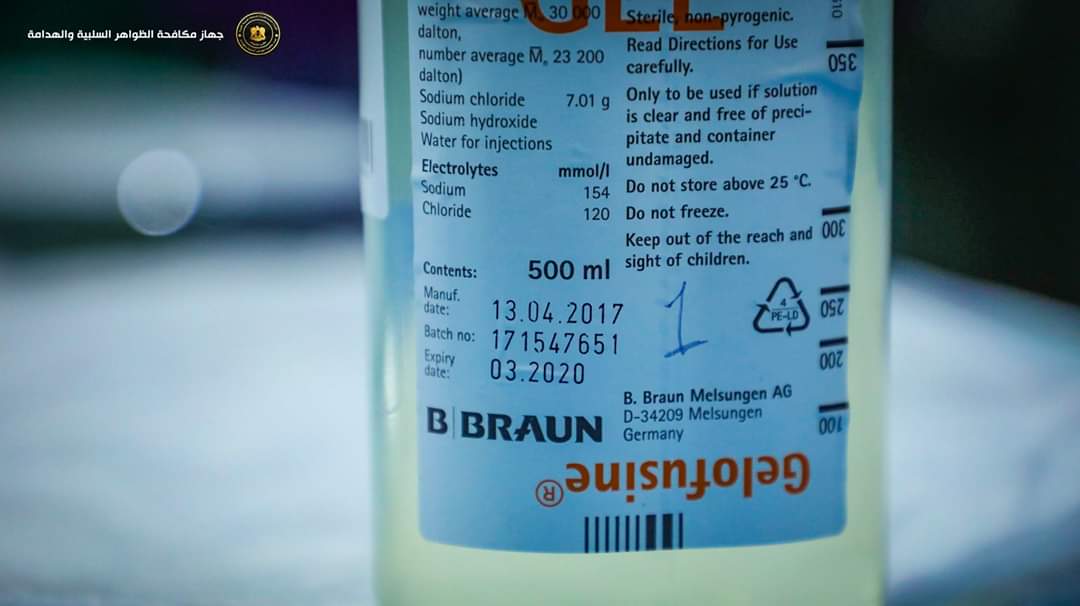 جهاز مكافحة الظواهر السلبية والهدامة
weight average M̅w 30 000
dalton,
number average M̅n 23 200
dalton)
Sodium chloride 7.01 g
Sodium hydroxide
Water for injections
Electrolytes mmol/l
Sodium 154
Chloride 120
Contents: 500 ml
Manuf.
date: 13.04.2017
Batch no: 171547651
Expiry
date: 03.2020
B|BRAUN
Sterile, non-pyrogenic.
Read Directions for Use
carefully.
Only to be used if solution
is clear and free of preci-
pitate and container
undamaged.
Do not store above 25 °C.
Do not freeze.
Keep out of the reach and
sight of children.
1
4
PE-LD
B. Braun Melsungen AG
D-34209 Melsungen
Germany
350
300
250
200
100
Gelofusine®